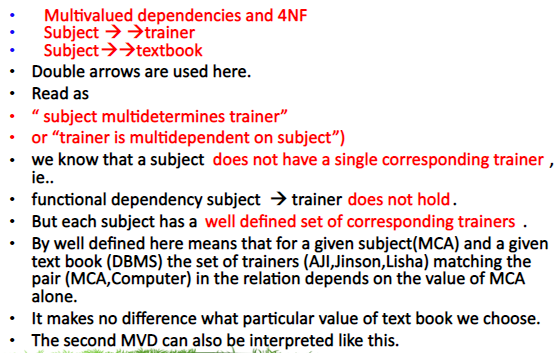 • Multivalued dependencies and 4NF
• Subject → →trainer
• Subject→→textbook
• Double arrows are used here.
• Read as
• “ subject multidetermines trainer”
• or “trainer is multidependent on subject”)
• we know that a subject does not have a single corresponding trainer ,
ie..
• functional dependency subject → trainer does not hold .
• But each subject has a well defined set of corresponding trainers .
• By well defined here means that for a given subject(MCA) and a given
text book (DBMS) the set of trainers (AJI,Jinson,Lisha) matching the
pair (MCA,Computer) in the relation depends on the value of MCA
alone.
• It makes no difference what particular value of text book we choose.
• The second MVD can also be interpreted like this.